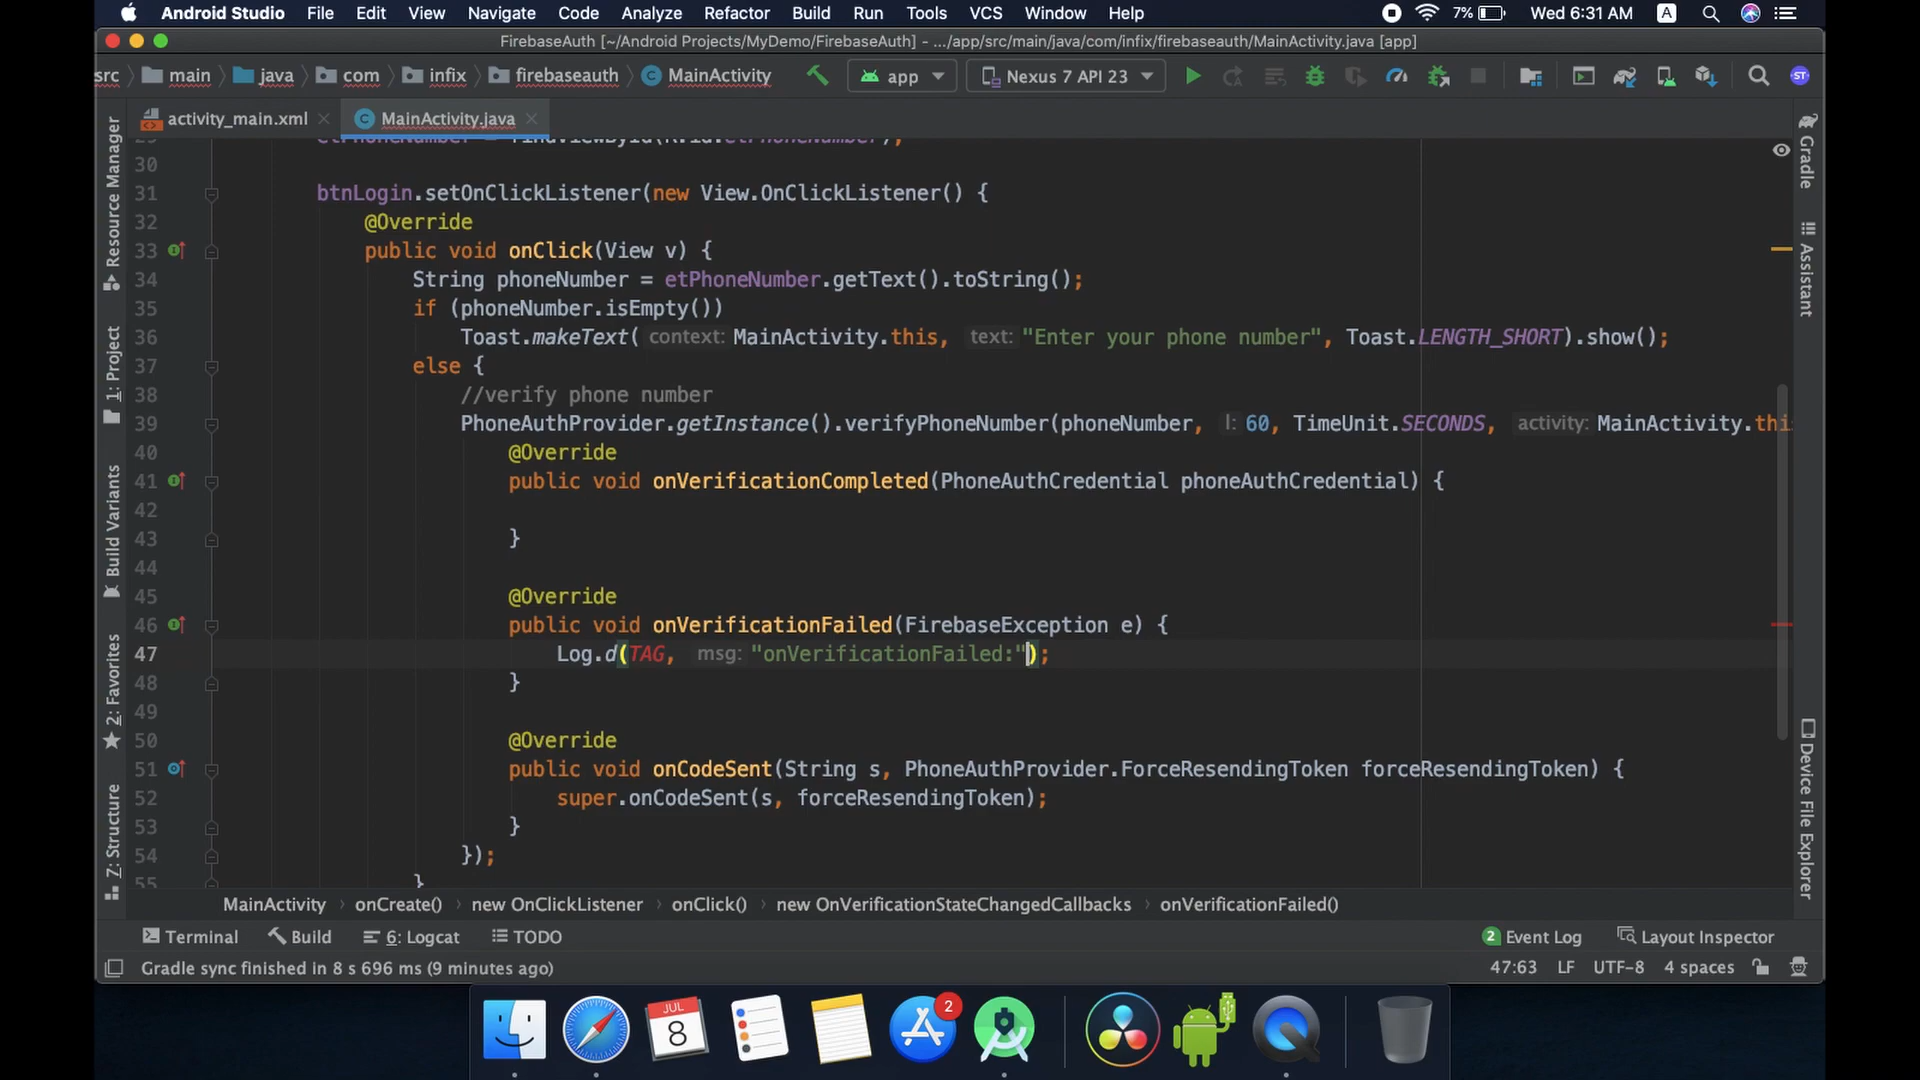 Android Studio File Edit View Navigate Code Analyze Refactor Build Run Tools VCS Window Help 7% Wed 6:31 AM A
FirebaseAuth [~/Android Projects/MyDemo/FirebaseAuth] – .../app/src/main/java/com/infix/firebaseauth/MainActivity.java [app]
src main java com infix firebaseauth MainActivity app Nexus 7 API 23 ST
activity_main.xml MainActivity.java
30
31 btnLogin.setOnClickListener(new View.OnClickListener() {
32 @Override
33 public void onClick(View v) {
34 String phoneNumber = etPhoneNumber.getText().toString();
35 if (phoneNumber.isEmpty())
36 Toast.makeText( context: MainActivity.this, text: "Enter your phone number", Toast.LENGTH_SHORT).show();
37 else {
38 //verify phone number
39 PhoneAuthProvider.getInstance().verifyPhoneNumber(phoneNumber, l: 60, TimeUnit.SECONDS, activity: MainActivity.this
40 @Override
41 public void onVerificationCompleted(PhoneAuthCredential phoneAuthCredential) {
42
43 }
44
45 @Override
46 public void onVerificationFailed(FirebaseException e) {
47 Log.d(TAG, msg: "onVerificationFailed:");
48 }
49
50 @Override
51 public void onCodeSent(String s, PhoneAuthProvider.ForceResendingToken forceResendingToken) {
52 super.onCodeSent(s, forceResendingToken);
53 }
54 });
55 }
Resource Manager
1: Project
Build Variants
2: Favorites
Z: Structure
Gradle
Assistant
Device File Explorer
MainActivity onCreate() new OnClickListener onClick() new OnVerificationStateChangedCallbacks onVerificationFailed()
Terminal Build 6: Logcat TODO 2 Event Log Layout Inspector
Gradle sync finished in 8 s 696 ms (9 minutes ago) 47:63 LF UTF-8 4 spaces
JUL
8
2